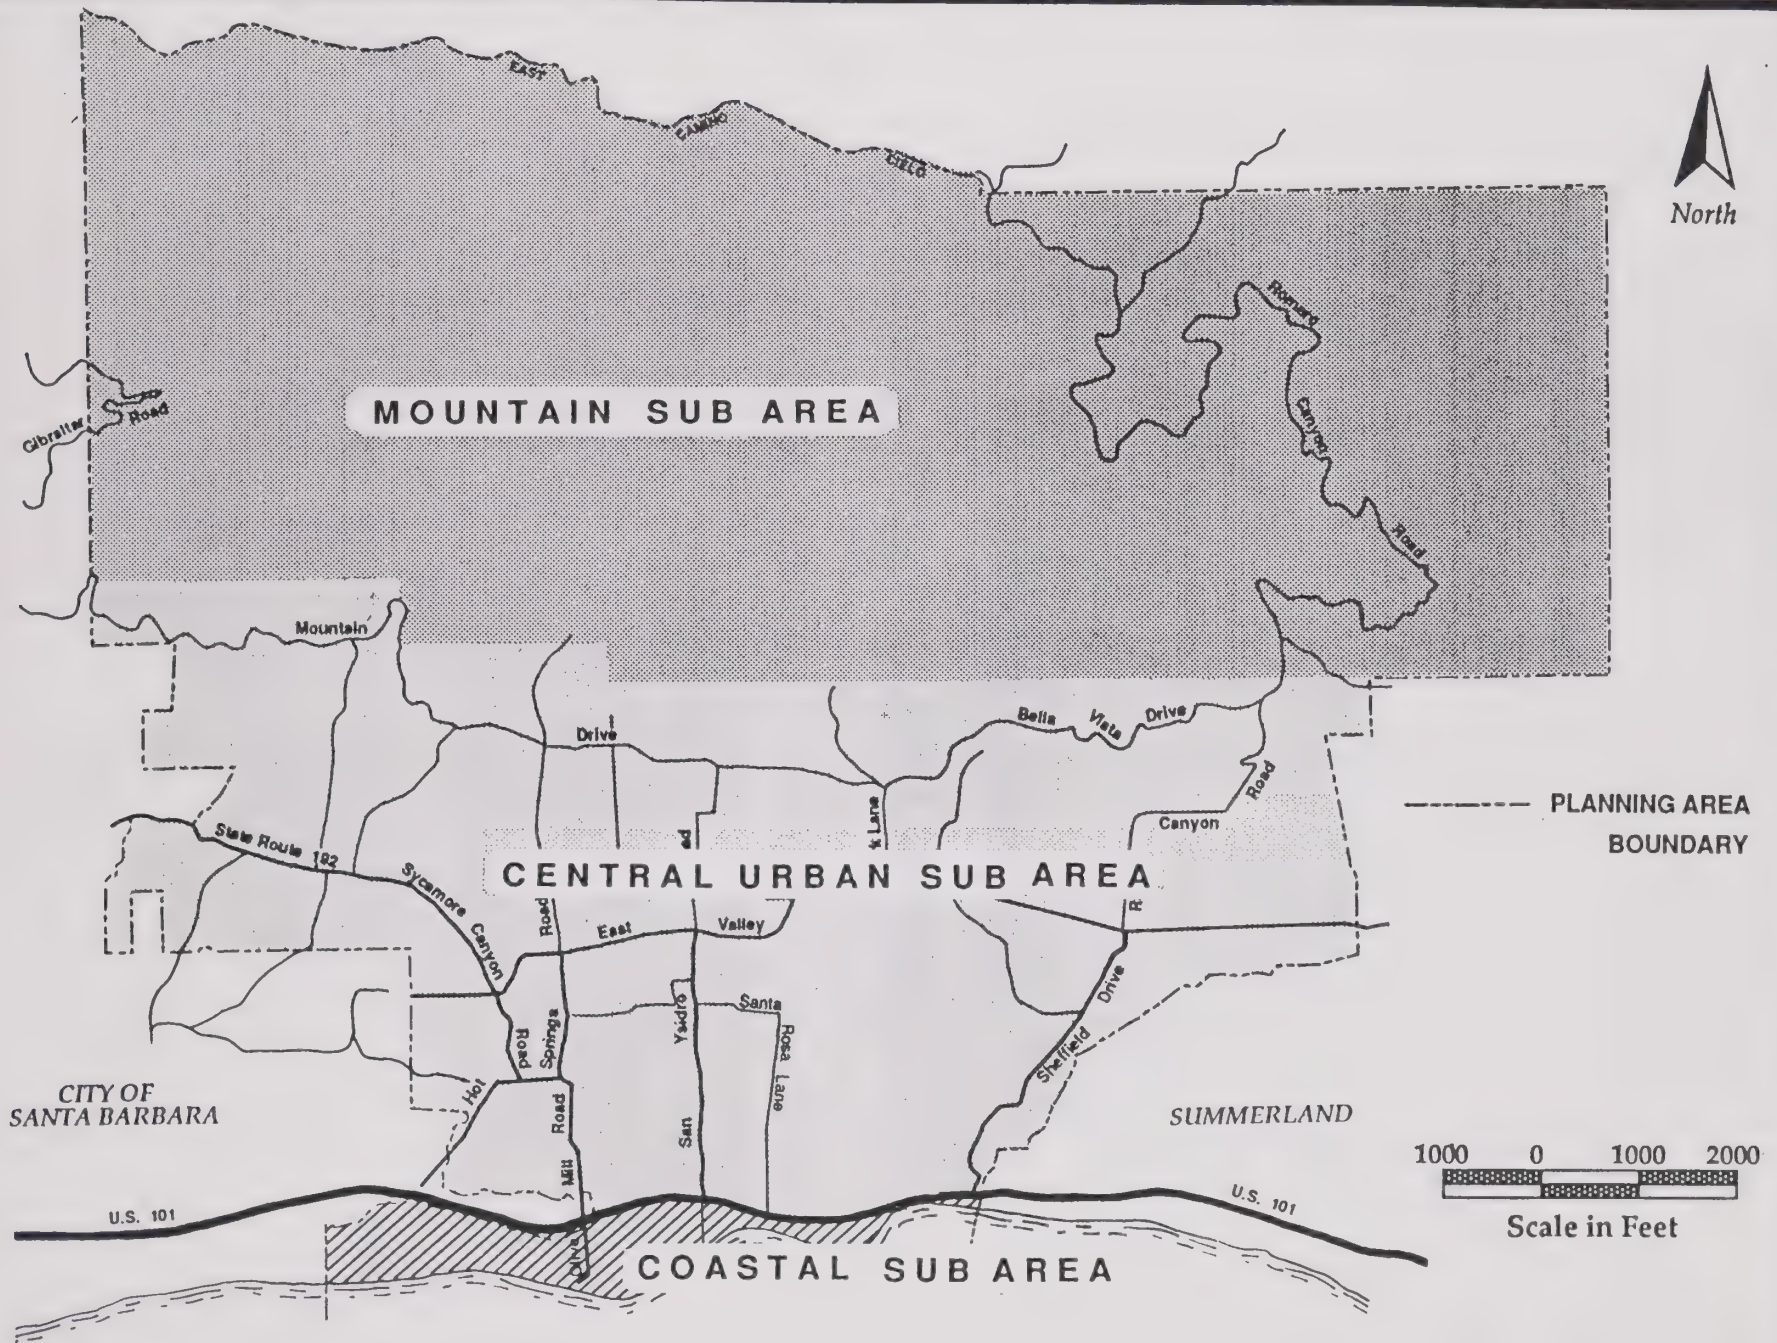 EAST
CAMINO
CIELO
North
Romero
Canyon
Road
Gibraltar
Road
MOUNTAIN SUB AREA
Mountain
Drive
Bella Vista Drive
Road
Canyon
k Lane
ed
PLANNING AREA
BOUNDARY
State Route 192
Sycamore
Canyon
Road
CENTRAL URBAN SUB AREA
R
Road
East Valley
Drive
Sheffield
Santa
Rosa Lane
Ysidro
San
Springs
Hot
Road
Mill
CITY OF
SANTA BARBARA
SUMMERLAND
1000 0 1000 2000
Scale in Feet
U.S. 101
U.S. 101
COASTAL SUB AREA